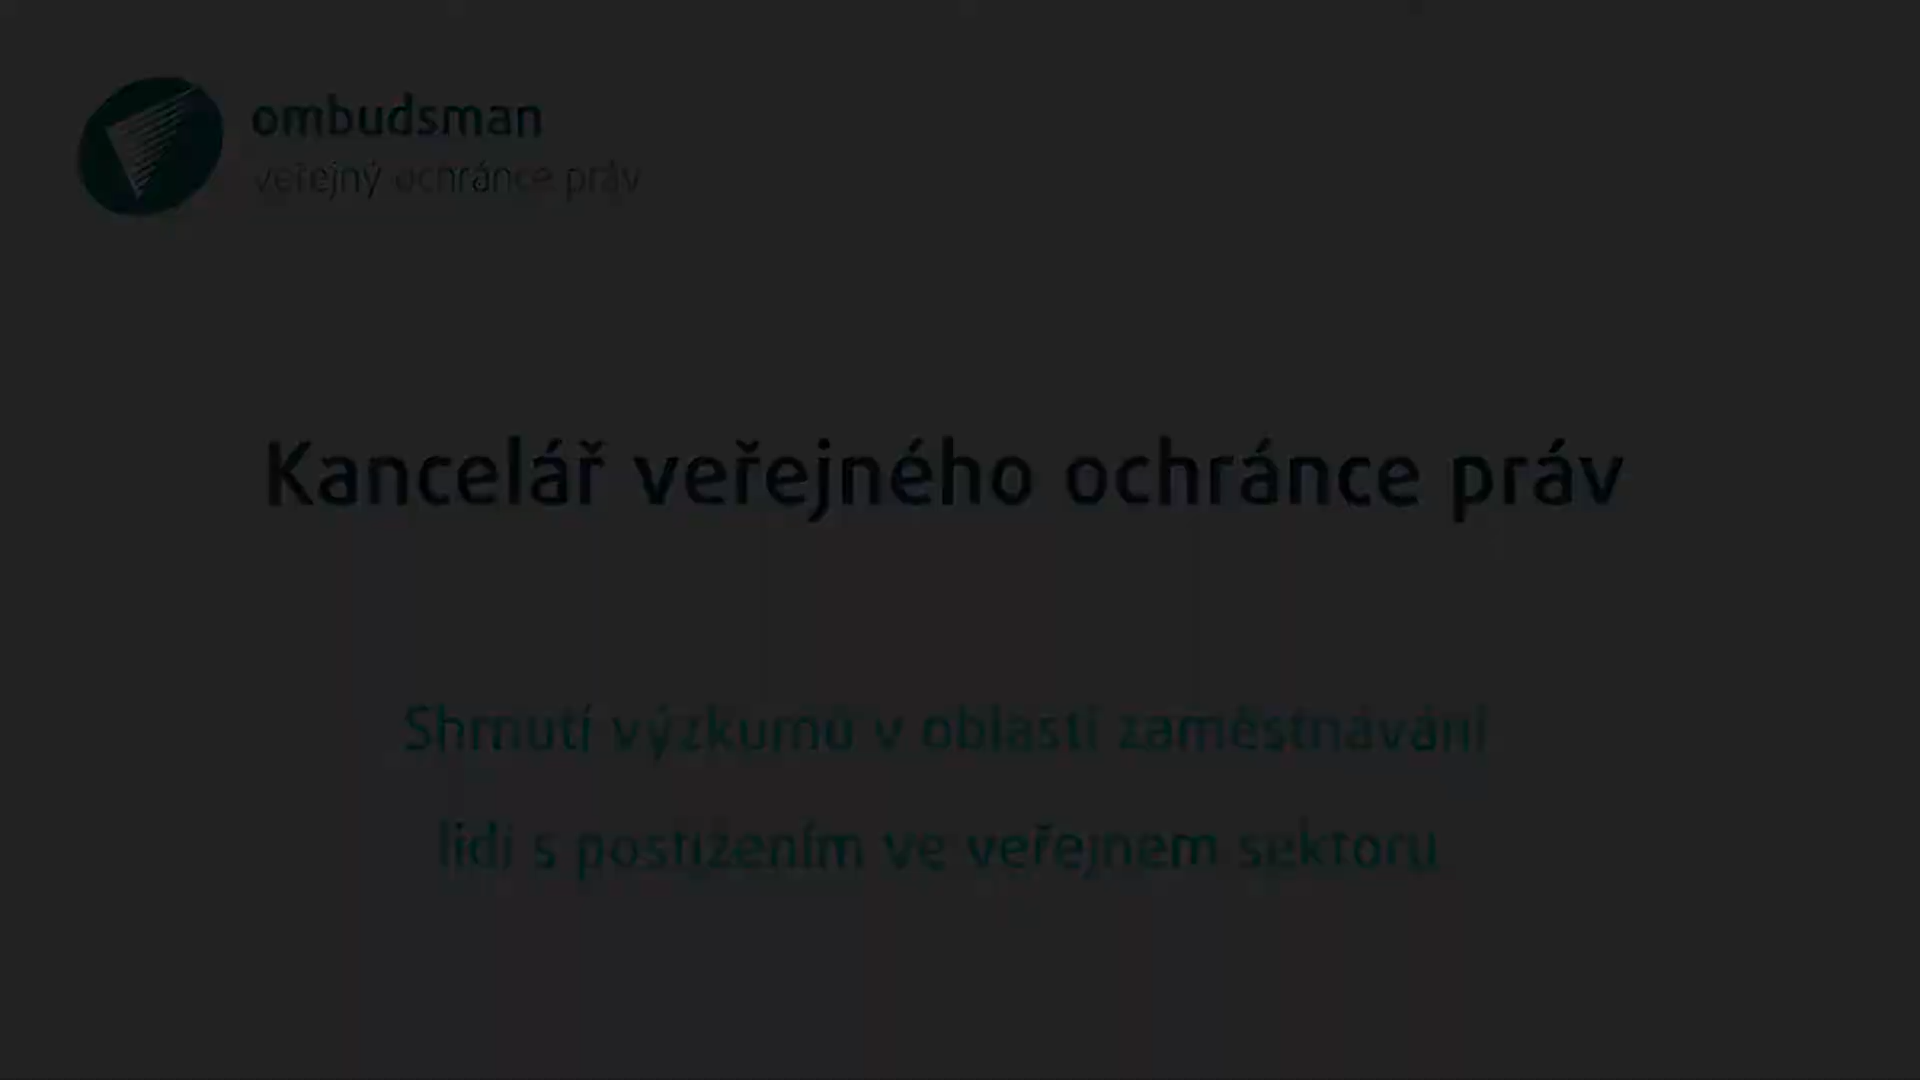 ombudsman
veřejný ochránce práv
Kancelář veřejného ochránce práv
Shrnutí výzkumů v oblasti zaměstnávání
lidí s postižením ve veřejném sektoru